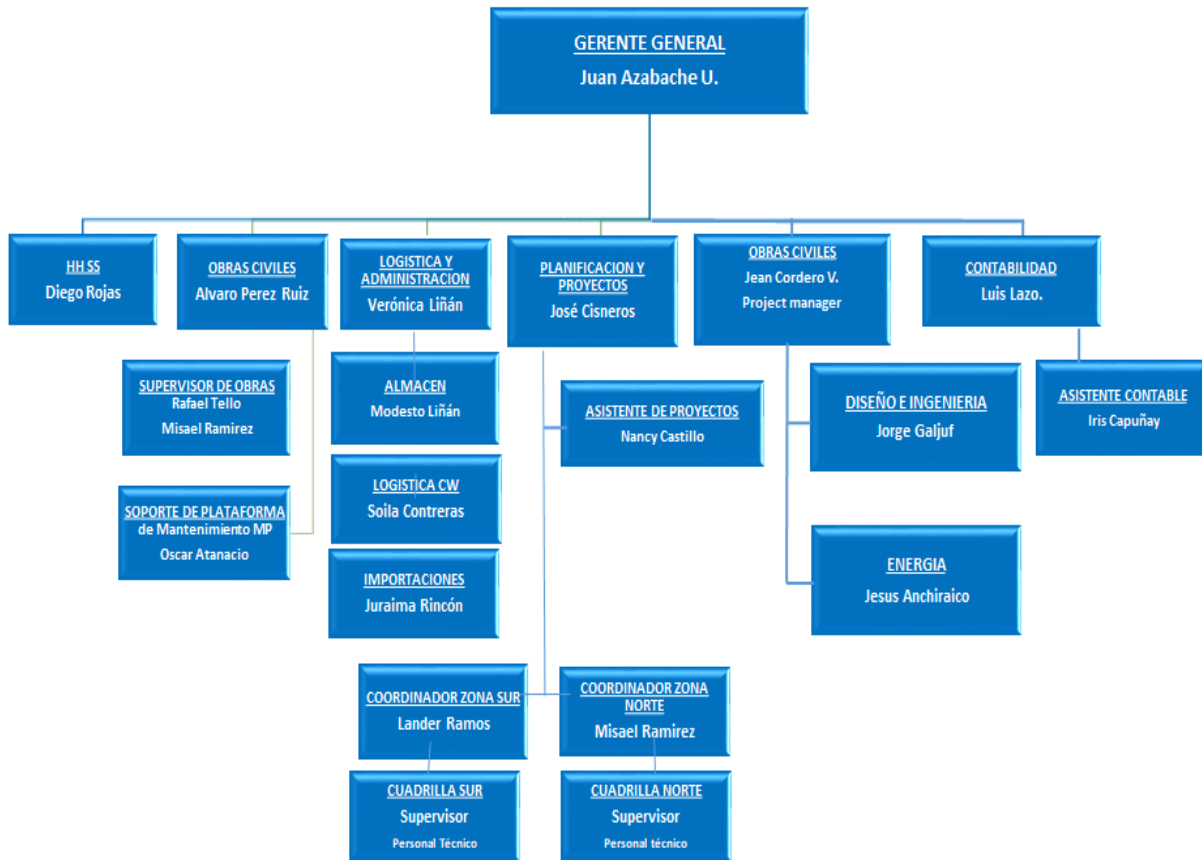 GERENTE GENERAL
Juan Azabache U.
HH SS
Diego Rojas
OBRAS CIVILES
Alvaro Perez Ruiz
LOGISTICA Y
ADMINISTRACION
Verónica Liñán
PLANIFICACION Y
PROYECTOS
José Cisneros
OBRAS CIVILES
Jean Cordero V.
Project manager
CONTABILIDAD
Luis Lazo.
SUPERVISOR DE OBRAS
Rafael Tello
Misael Ramirez
ALMACEN
Modesto Liñán
ASISTENTE DE PROYECTOS
Nancy Castillo
DISEÑO E INGENIERIA
Jorge Galjuf
ASISTENTE CONTABLE
Iris Capuñay
SOPORTE DE PLATAFORMA
de Mantenimiento MP
Oscar Atanacio
LOGISTICA CW
Soila Contreras
IMPORTACIONES
Juraima Rincón
ENERGIA
Jesus Anchiraico
COORDINADOR ZONA SUR
Lander Ramos
COORDINADOR ZONA
NORTE
Misael Ramirez
CUADRILLA SUR
Supervisor
Personal Técnico
CUADRILLA NORTE
Supervisor
Personal técnico